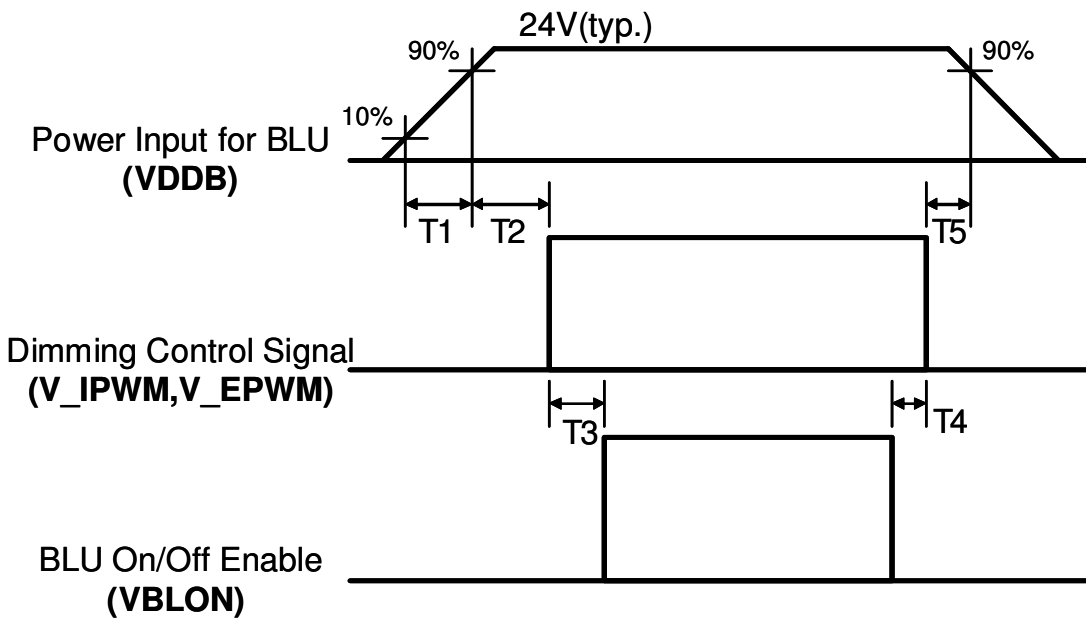 24V(typ.)
90%
90%
10%
Power Input for BLU
(VDDB)
T1
T2
T5
Dimming Control Signal
(V_IPWM,V_EPWM)
T3
T4
BLU On/Off Enable
(VBLON)